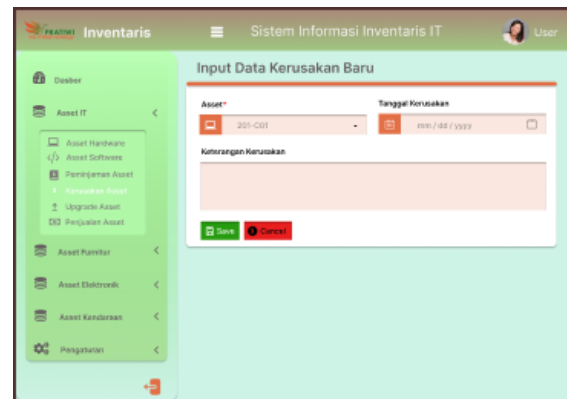 PRATIWI Inventaris
Sistem Informasi Inventaris IT
User
Dasbor
Asset IT
Asset Hardware
Asset Software
Peminjaman Asset
Kerusakan Asset
Upgrade Asset
Penjualan Asset
Asset Furnitur
Asset Elektronik
Asset Kendaraan
Pengaturan
Input Data Kerusakan Baru
Asset*
Tanggal Kerusakan
201-C01
mm / dd / yyyy
Keterangan Kerusakan
Save
Cancel